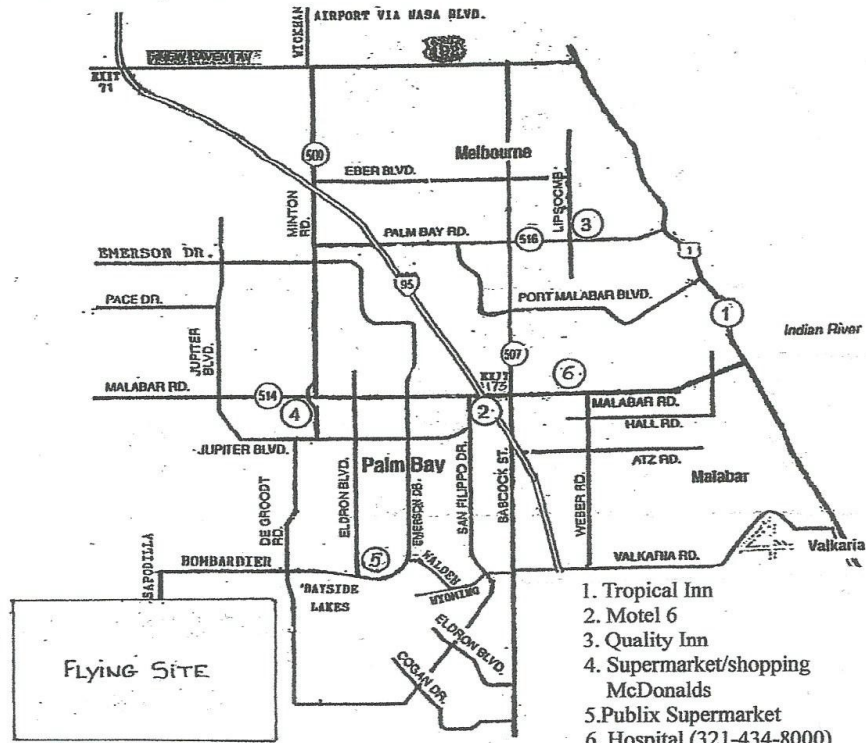 AIRPORT VIA NASA BLVD.
WICKHAM
EXIT
71
509
Melbourne
EBER BLVD.
LIPSOCMB
MINTON
RD.
3
PALM BAY RD.
516
EMERSON DR.
1
95
PACE DR.
PORT MALABAR BLVD.
1
JUPITER
BLVD.
Indian River
507
EXIT
173
6
MALABAR RD.
514
4
2
MALABAR RD.
HALL RD.
JUPITER BLVD.
ATZ RD.
Palm Bay
Malabar
DE GROODT
RD.
ELDRON BLVD.
EMERSON DR.
SAN FILIPPO DR.
BABCOCK ST.
WEBER RD.
SAPODILLA
BOMBARDIER
5
WALDEN
VALKARIA RD.
Valkaria
BAYSIDE
LAKES
ELDRON BLVD.
COGAN DR.
FLYING SITE
1. Tropical Inn
2. Motel 6
3. Quality Inn
4. Supermarket/shopping
McDonalds
5.Publix Supermarket
6. Hospital (321-434-8000)